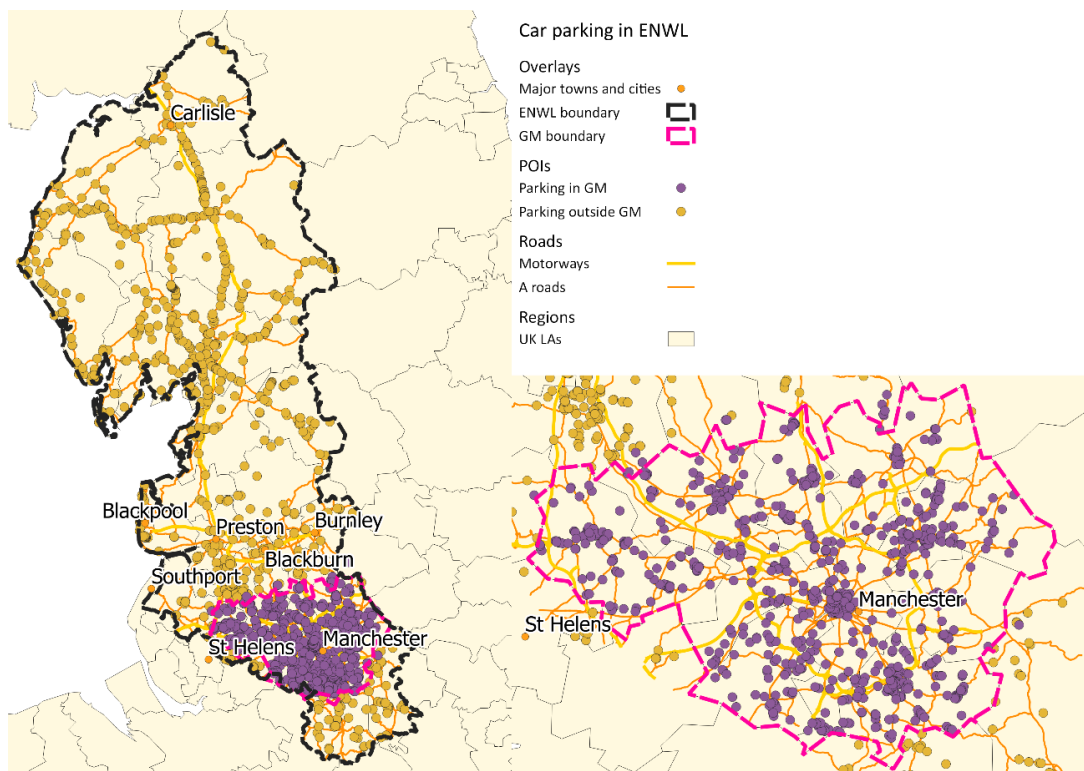 Car parking in ENWL
Overlays
Major towns and cities
ENWL boundary
GM boundary
POIs
Parking in GM
Parking outside GM
Roads
Motorways
A roads
Regions
UK LAs
Carlisle
Blackpool
Preston
Burnley
Blackburn
Southport
St Helens
Manchester
Manchester
St Helens